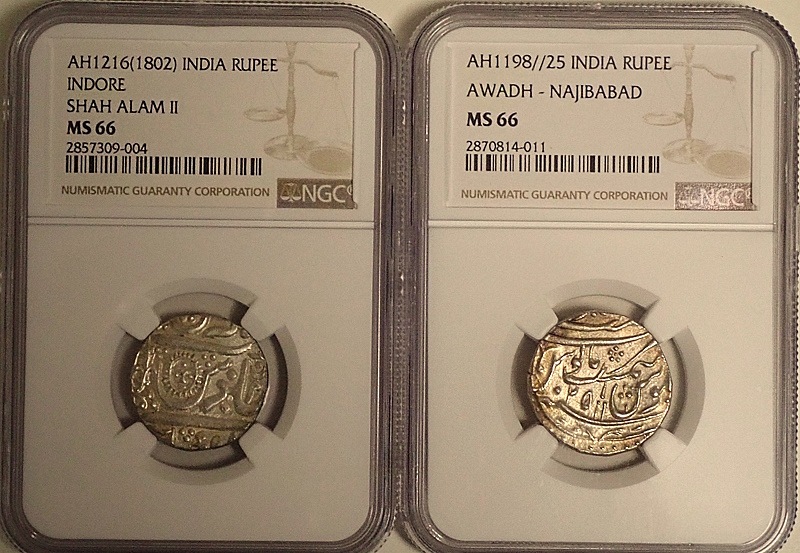 AH1216(1802) INDIA RUPEE
INDORE
SHAH ALAM II
MS 66
2857309-004
NUMISMATIC GUARANTY CORPORATION
NGC
AH1198//25 INDIA RUPEE
AWADH - NAJIBABAD
MS 66
2870814-011
NUMISMATIC GUARANTY CORPORATION
NGC